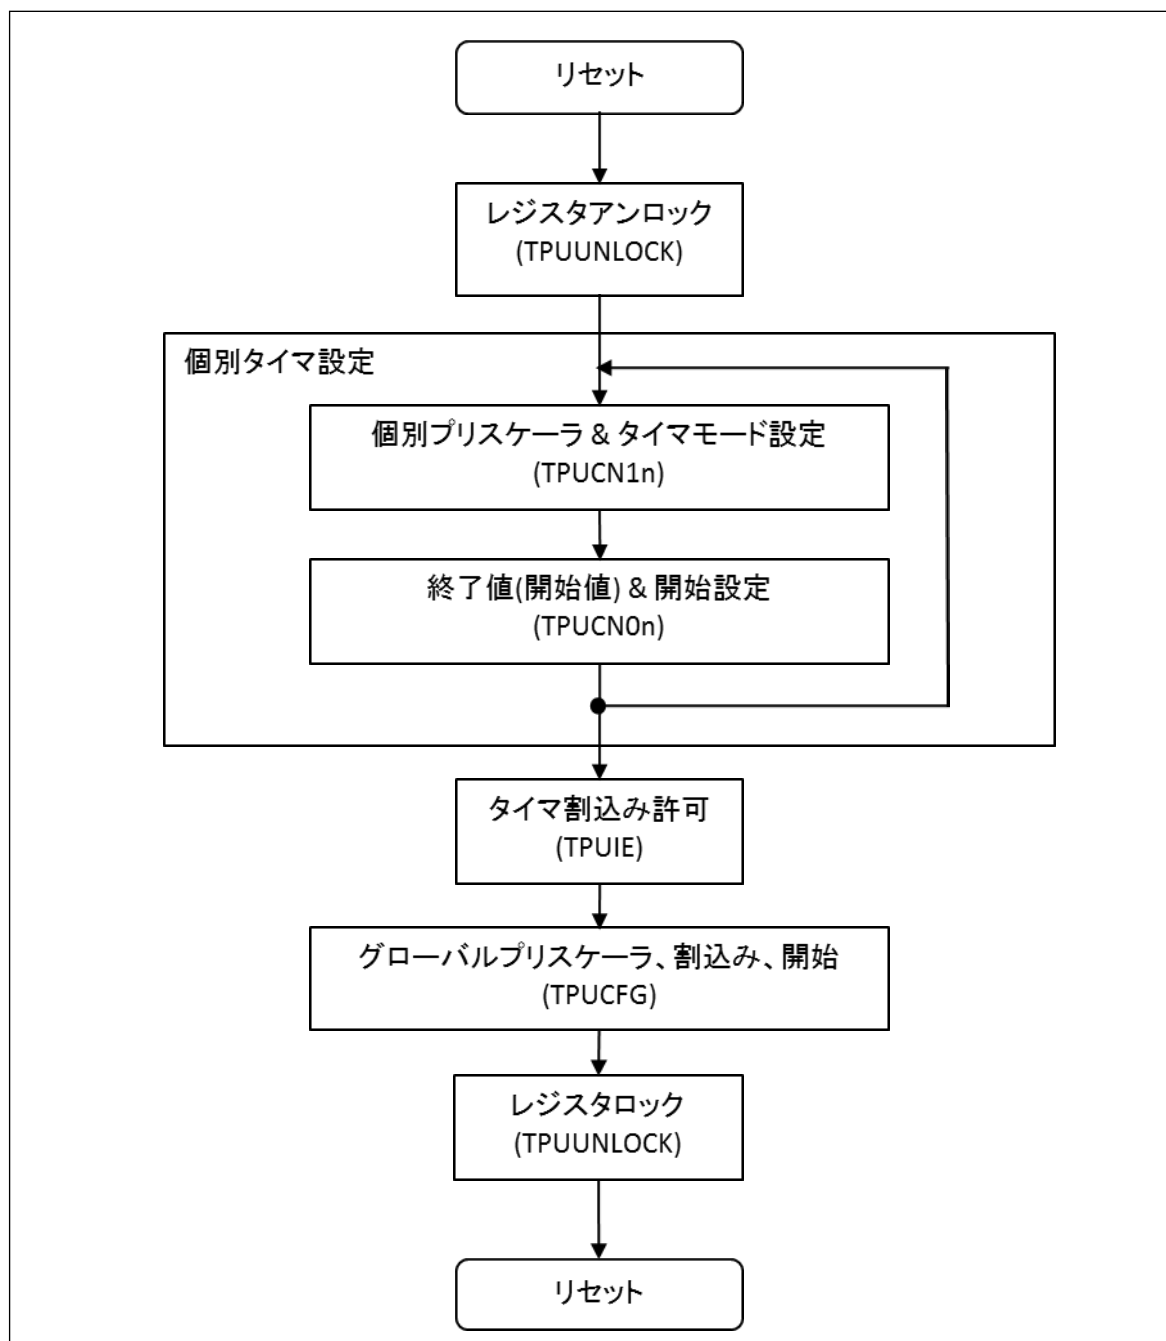 リセット
レジスタアンロック
(TPUUNLOCK)
個別タイマ設定
個別プリスケーラ & タイマモード設定
(TPUCN1n)
終了値(開始値) & 開始設定
(TPUCN0n)
タイマ割込み許可
(TPUIE)
グローバルプリスケーラ、割込み、開始
(TPUCFG)
レジスタロック
(TPUUNLOCK)
リセット